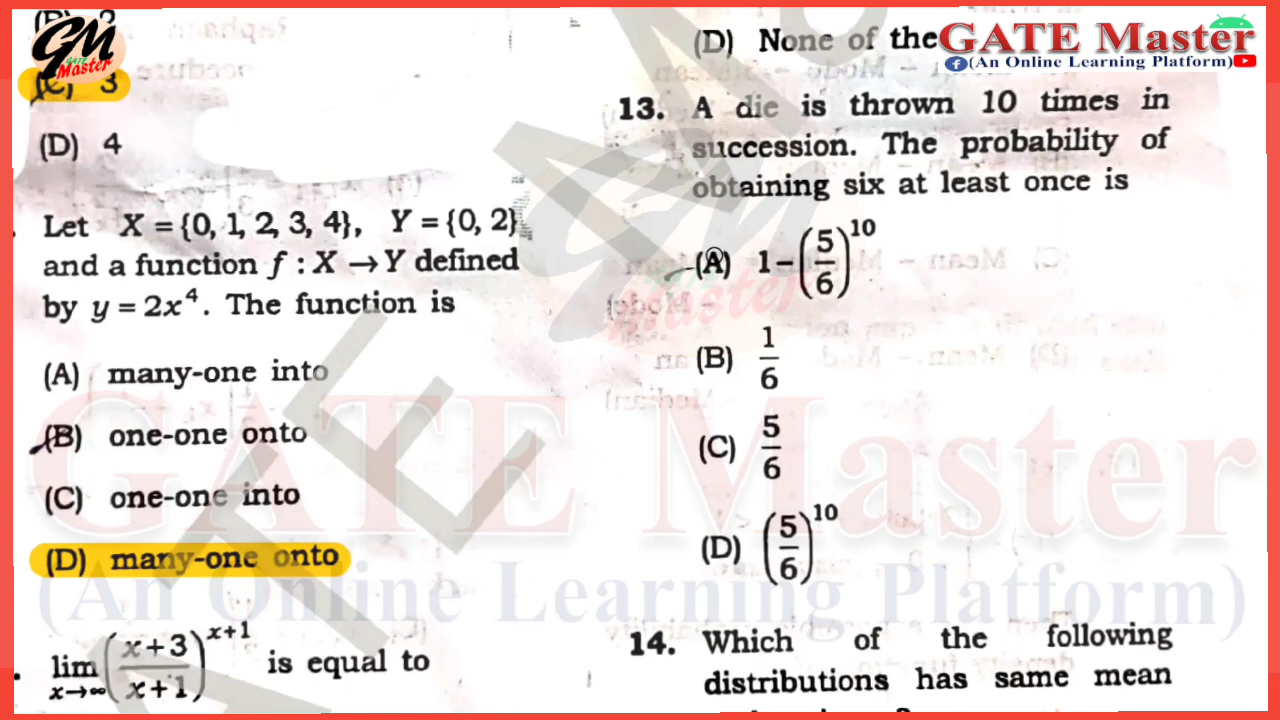 GM
GATE
Master
(C) 3
(D) 4
Let X = {0, 1, 2, 3, 4}, Y = {0, 2}
and a function f : X → Y defined
by y = 2x⁴. The function is
(A) many-one into
(B) one-one onto
(C) one-one into
(D) many-one onto
lim x→∞ ((x+3)/(x+1))^(x+1) is equal to
(D) None of the
GATE Master
(An Online Learning Platform)
13. A die is thrown 10 times in
succession. The probability of
obtaining six at least once is
(A) 1 − (5/6)^10
(B) 1/6
(C) 5/6
(D) (5/6)^10
14. Which of the following
distributions has same mean
GATE Master
(An Online Learning Platform)